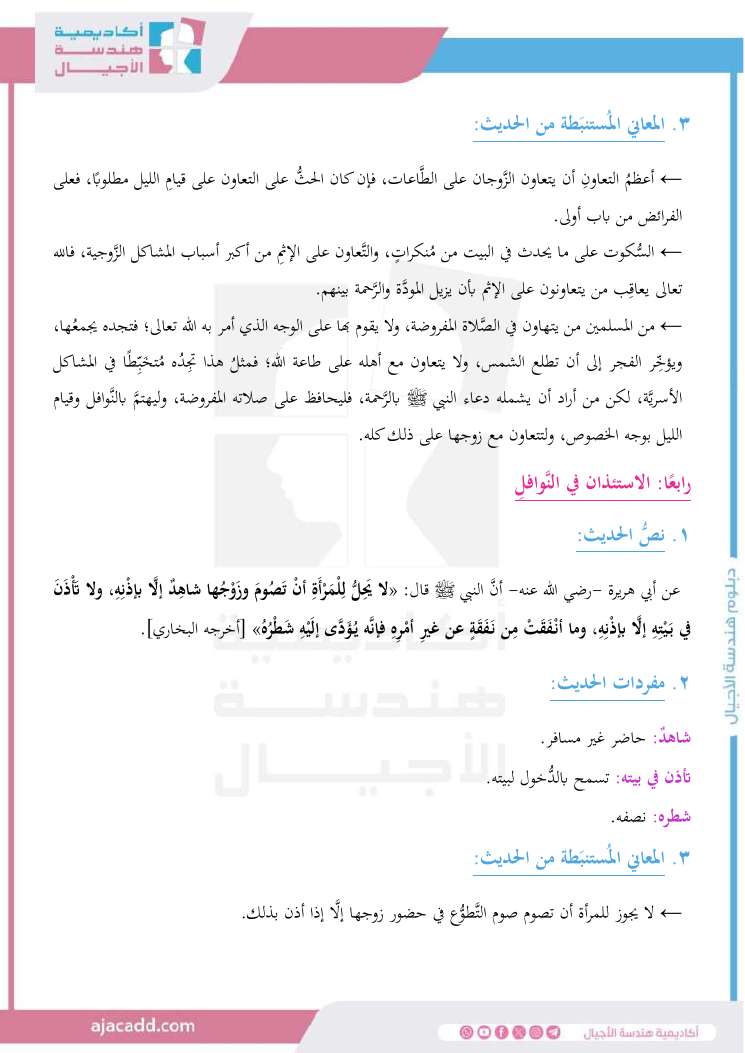 أكاديميـة
هندســة
الأجيــال
٣. المعاني المُستنبَطة من الحديث:
← أعظمُ التعاونِ أن يتعاون الزَّوجان على الطَّاعات، فإن كان الحثُّ على التعاون على قيامِ الليل مطلوبًا، فعلى
الفرائض من باب أولى.
← السُّكوت على ما يحدث في البيت من مُنكراتٍ، والتَّعاون على الإثمِ من أكبر أسباب المشاكل الزَّوجية، فالله
تعالى يعاقِب من يتعاونون على الإثم بأن يزيل المودَّة والرَّحمة بينهم.
← من المسلمين من يتهاون في الصَّلاة المفروضة، ولا يقوم بها على الوجه الذي أمر به الله تعالى؛ فتجده يجمعُها،
ويؤخِّر الفجر إلى أن تطلع الشمس، ولا يتعاون مع أهله على طاعة الله؛ فمثلُ هذا تجِدُه مُتخبِّطًا في المشاكل
الأسريَّة، لكن من أراد أن يشمله دعاء النبي ﷺ بالرَّحمة، فليحافظ على صلاته المفروضة، وليهتمَّ بالنَّوافل وقيام
الليل بوجه الخصوص، ولتتعاون مع زوجها على ذلك كله.
رابعًا: الاستئذان في النَّوافلِ
١. نصُّ الحديث:
عن أبي هريرة -رضي الله عنه- أنَّ النبي ﷺ قال: «لا يَحِلُّ لِلْمَرْأَةِ أنْ تَصُومَ وزَوْجُها شاهِدٌ إلَّا بإذْنِهِ، ولا تَأْذَنَ
في بَيْتِهِ إلَّا بإذْنِهِ، وما أنْفَقَتْ مِن نَفَقَةٍ عن غيرِ أمْرِهِ فإنَّه يُؤَدَّى إلَيْهِ شَطْرُهُ» [أخرجه البخاري].
٢. مفردات الحديث:
شاهدٌ: حاضر غير مسافر.
تأذن في بيته: تسمح بالدُّخول لبيته.
شطره: نصفه.
٣. المعاني المُستنبَطة من الحديث:
← لا يجوز للمرأة أن تصوم صوم التَّطوُّع في حضور زوجها إلَّا إذا أذن بذلك.
دبلوم هندسة الأجيال
أكاديمية
هندسة
الأجيال
أكاديمية هندسة الأجيال
ajacadd.com